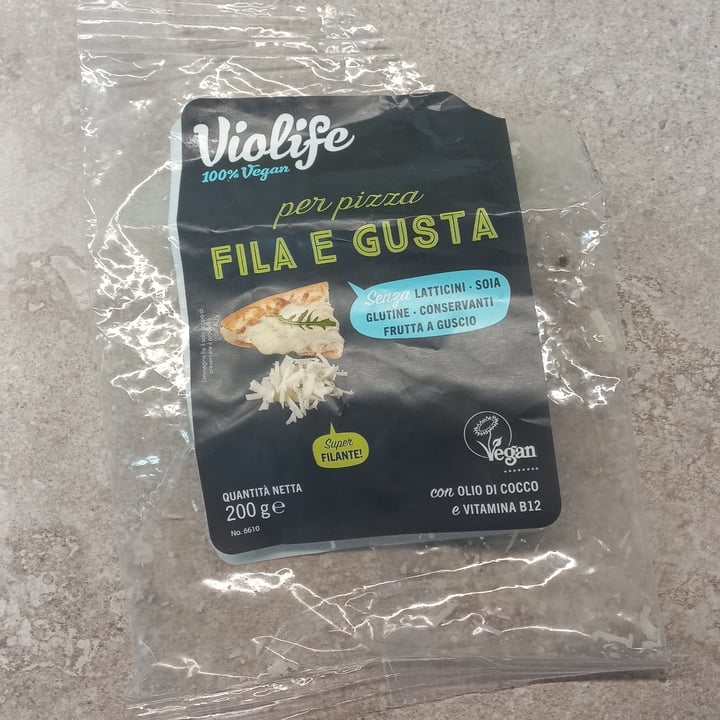 Violife
100% Vegan
per pizza
FILA E GUSTA
Senza LATTICINI · SOIA
GLUTINE · CONSERVANTI
FRUTTA A GUSCIO
Super
FILANTE!
Vegan
QUANTITÀ NETTA
200 g ℮
No. 6610
con OLIO DI COCCO
e VITAMINA B12